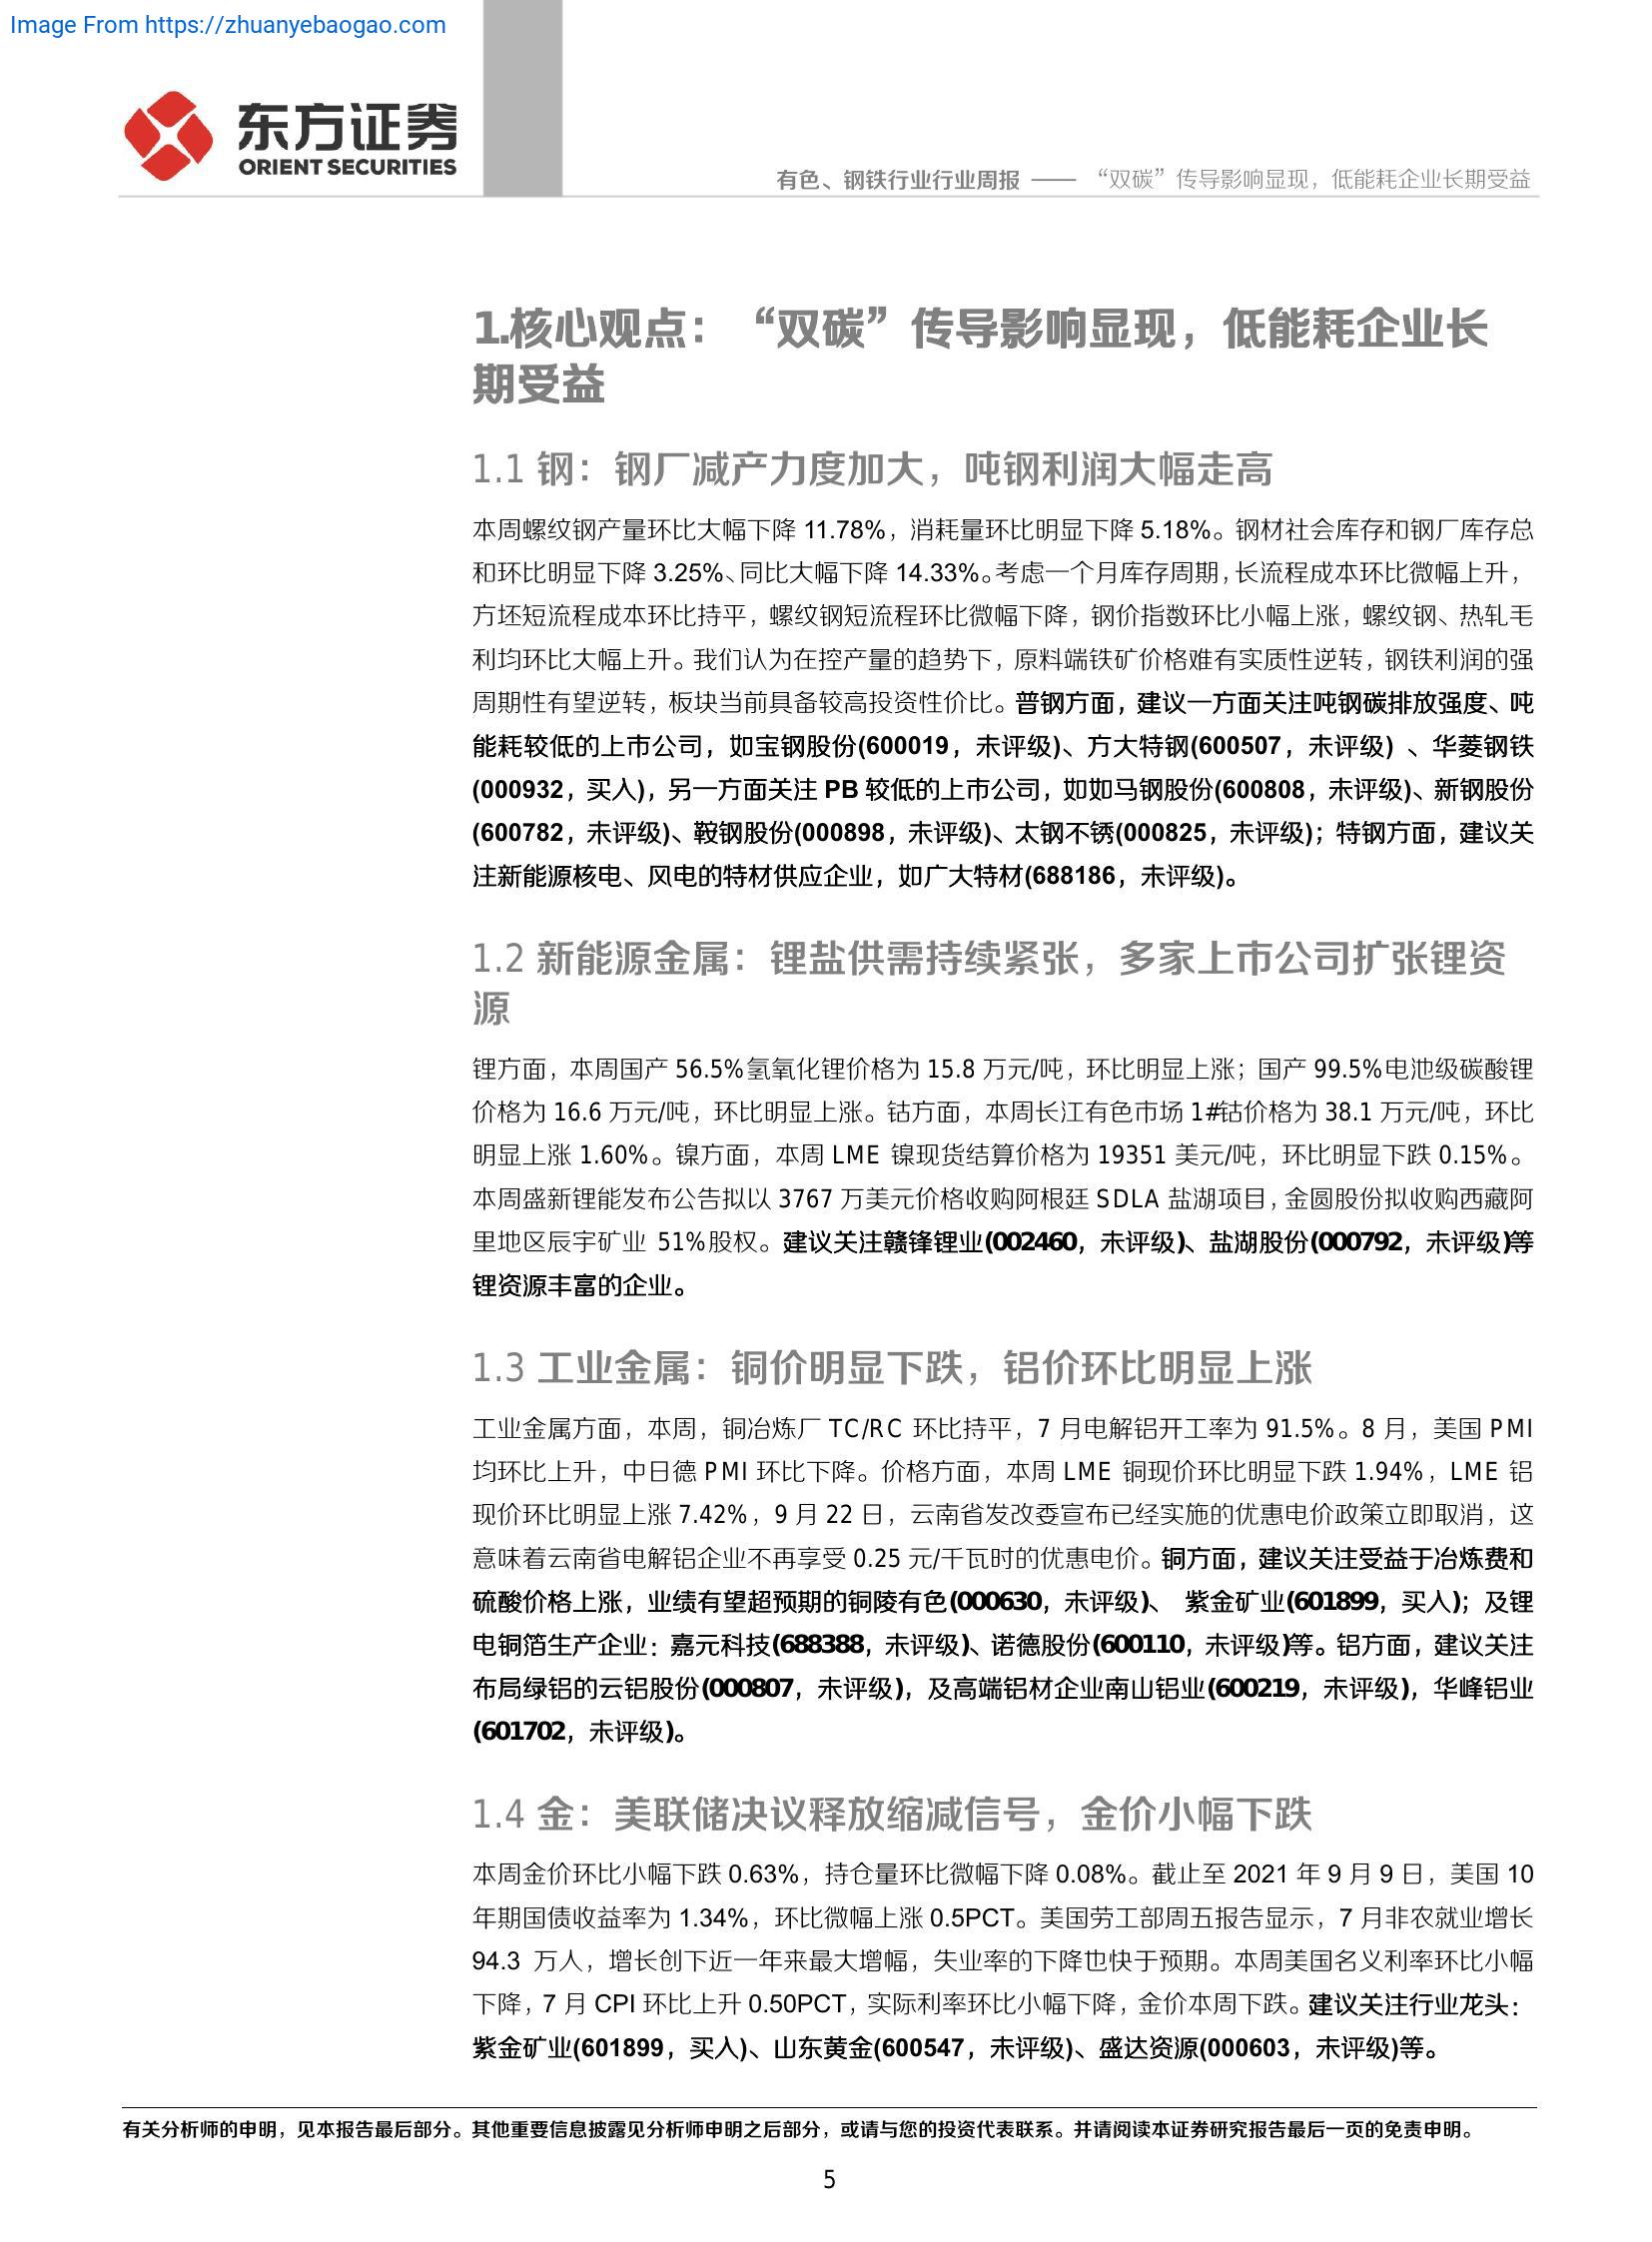 Image From https://zhuanyebaogao.com
东方证券
ORIENT SECURITIES
有色、钢铁行业行业周报 —— “双碳”传导影响显现，低能耗企业长期受益
1.核心观点：“双碳”传导影响显现，低能耗企业长
期受益
1.1 钢：钢厂减产力度加大，吨钢利润大幅走高
本周螺纹钢产量环比大幅下降 11.78%，消耗量环比明显下降 5.18%。钢材社会库存和钢厂库存总
和环比明显下降 3.25%、同比大幅下降 14.33%。考虑一个月库存周期，长流程成本环比微幅上升，
方坯短流程成本环比持平，螺纹钢短流程环比微幅下降，钢价指数环比小幅上涨，螺纹钢、热轧毛
利均环比大幅上升。我们认为在控产量的趋势下，原料端铁矿价格难有实质性逆转，钢铁利润的强
周期性有望逆转，板块当前具备较高投资性价比。普钢方面，建议一方面关注吨钢碳排放强度、吨
能耗较低的上市公司，如宝钢股份(600019，未评级)、方大特钢(600507，未评级) 、华菱钢铁
(000932，买入)，另一方面关注 PB 较低的上市公司，如如马钢股份(600808，未评级)、新钢股份
(600782，未评级)、鞍钢股份(000898，未评级)、太钢不锈(000825，未评级)；特钢方面，建议关
注新能源核电、风电的特材供应企业，如广大特材(688186，未评级)。
1.2 新能源金属：锂盐供需持续紧张，多家上市公司扩张锂资
源
锂方面，本周国产 56.5%氢氧化锂价格为 15.8 万元/吨，环比明显上涨；国产 99.5%电池级碳酸锂
价格为 16.6 万元/吨，环比明显上涨。钴方面，本周长江有色市场 1#钴价格为 38.1 万元/吨，环比
明显上涨 1.60%。镍方面，本周 LME 镍现货结算价格为 19351 美元/吨，环比明显下跌 0.15%。
本周盛新锂能发布公告拟以 3767 万美元价格收购阿根廷 SDLA 盐湖项目，金圆股份拟收购西藏阿
里地区辰宇矿业 51%股权。建议关注赣锋锂业(002460，未评级)、盐湖股份(000792，未评级)等
锂资源丰富的企业。
1.3 工业金属：铜价明显下跌，铝价环比明显上涨
工业金属方面，本周，铜冶炼厂 TC/RC 环比持平，7 月电解铝开工率为 91.5%。8 月，美国 PMI
均环比上升，中日德 PMI 环比下降。价格方面，本周 LME 铜现价环比明显下跌 1.94%，LME 铝
现价环比明显上涨 7.42%，9 月 22 日，云南省发改委宣布已经实施的优惠电价政策立即取消，这
意味着云南省电解铝企业不再享受 0.25 元/千瓦时的优惠电价。铜方面，建议关注受益于冶炼费和
硫酸价格上涨，业绩有望超预期的铜陵有色(000630，未评级)、 紫金矿业(601899，买入)；及锂
电铜箔生产企业：嘉元科技(688388，未评级)、诺德股份(600110，未评级)等。铝方面，建议关注
布局绿铝的云铝股份(000807，未评级)，及高端铝材企业南山铝业(600219，未评级)，华峰铝业
(601702，未评级)。
1.4 金：美联储决议释放缩减信号，金价小幅下跌
本周金价环比小幅下跌 0.63%，持仓量环比微幅下降 0.08%。截止至 2021 年 9 月 9 日，美国 10
年期国债收益率为 1.34%，环比微幅上涨 0.5PCT。美国劳工部周五报告显示，7 月非农就业增长
94.3 万人，增长创下近一年来最大增幅，失业率的下降也快于预期。本周美国名义利率环比小幅
下降，7 月 CPI 环比上升 0.50PCT，实际利率环比小幅下降，金价本周下跌。建议关注行业龙头：
紫金矿业(601899，买入)、山东黄金(600547，未评级)、盛达资源(000603，未评级)等。
有关分析师的申明，见本报告最后部分。其他重要信息披露见分析师申明之后部分，或请与您的投资代表联系。并请阅读本证券研究报告最后一页的免责申明。
5